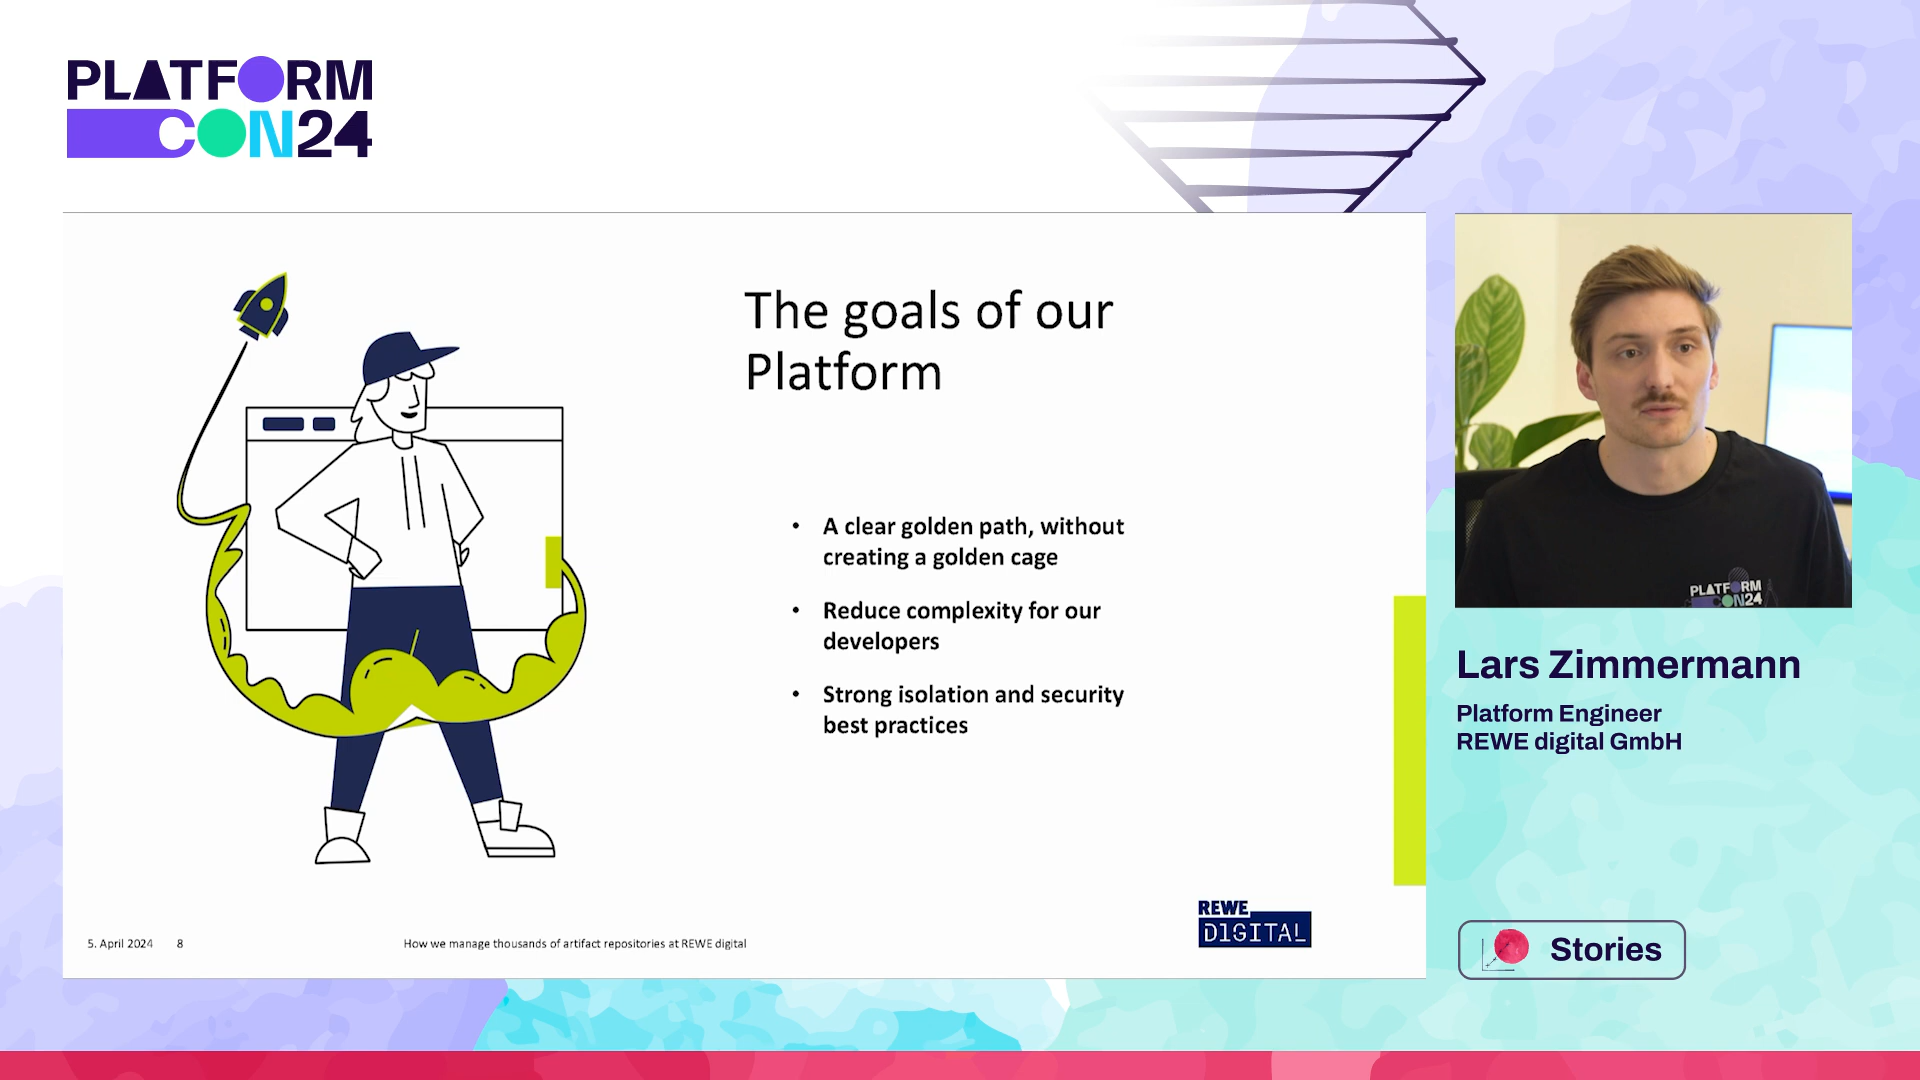 PLATFORM
CON24
The goals of our
Platform
• A clear golden path, without
creating a golden cage
• Reduce complexity for our
developers
• Strong isolation and security
best practices
5. April 2024 8 How we manage thousands of artifact repositories at REWE digital
REWE
DIGITAL
PLATFORM
CON24
Lars Zimmermann
Platform Engineer
REWE digital GmbH
Stories